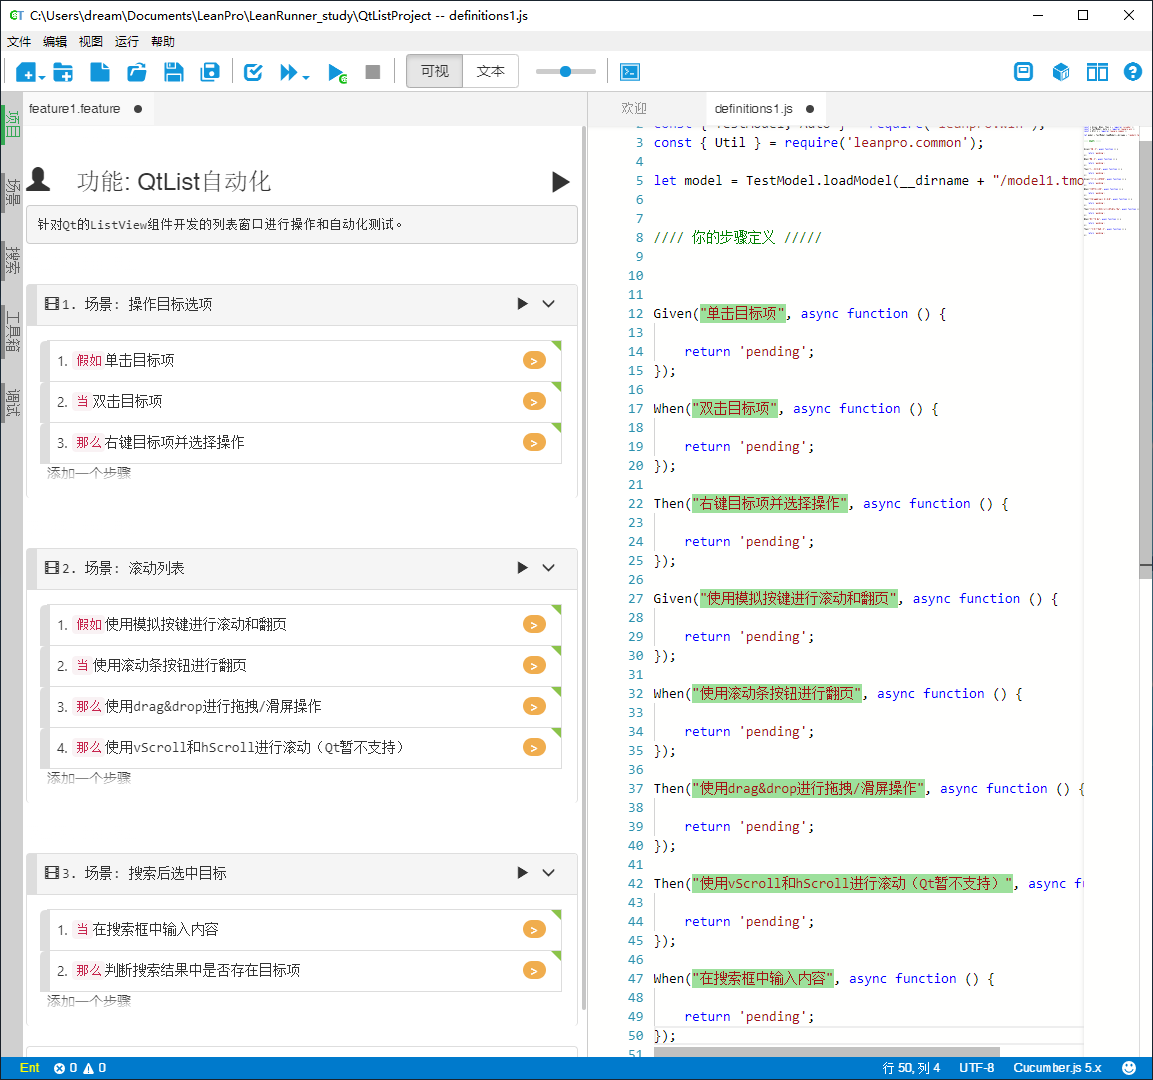 C:\Users\dream\Documents\LeanPro\LeanRunner_study\QtListProject -- definitions1.js
文件 编辑 视图 运行 帮助
可视 文本
项目
场景
搜索
工具箱
调试
feature1.feature
功能: QtList自动化
针对Qt的ListView组件开发的列表窗口进行操作和自动化测试。
1. 场景: 操作目标选项
1. 假如 单击目标项
2. 当 双击目标项
3. 那么 右键目标项并选择操作
添加一个步骤
2. 场景: 滚动列表
1. 假如 使用模拟按键进行滚动和翻页
2. 当 使用滚动条按钮进行翻页
3. 那么 使用drag&drop进行拖拽/滑屏操作
4. 那么 使用vScroll和hScroll进行滚动（Qt暂不支持）
添加一个步骤
3. 场景: 搜索后选中目标
1. 当 在搜索框中输入内容
2. 那么 判断搜索结果中是否存在目标项
添加一个步骤
欢迎 definitions1.js
2 const { TestModel, Auto } = require('leanpro.win');
3 const { Util } = require('leanpro.common');
4
5 let model = TestModel.loadModel(__dirname + "/model1.tmo
6
7
8 //// 你的步骤定义 /////
9
10
11
12 Given("单击目标项", async function () {
13
14 return 'pending';
15 });
16
17 When("双击目标项", async function () {
18
19 return 'pending';
20 });
21
22 Then("右键目标项并选择操作", async function () {
23
24 return 'pending';
25 });
26
27 Given("使用模拟按键进行滚动和翻页", async function () {
28
29 return 'pending';
30 });
31
32 When("使用滚动条按钮进行翻页", async function () {
33
34 return 'pending';
35 });
36
37 Then("使用drag&drop进行拖拽/滑屏操作", async function () {
38
39 return 'pending';
40 });
41
42 Then("使用vScroll和hScroll进行滚动（Qt暂不支持）", async fu
43
44 return 'pending';
45 });
46
47 When("在搜索框中输入内容", async function () {
48
49 return 'pending';
50 });
51
Ent 0 0 行 50, 列 4 UTF-8 Cucumber.js 5.x